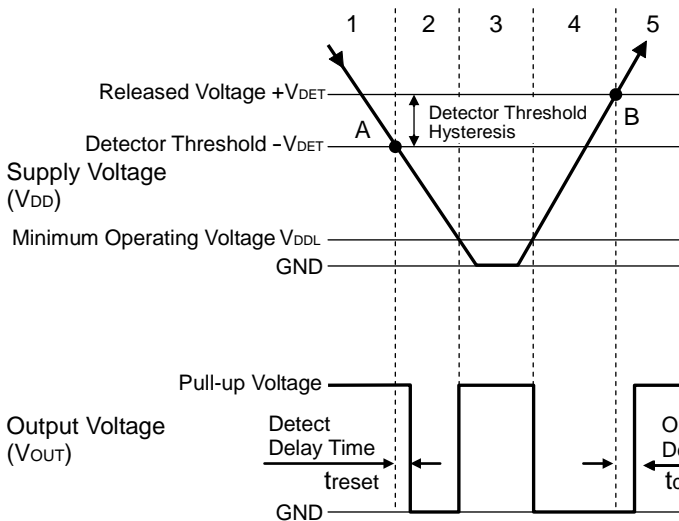 1 2 3 4 5
Released Voltage +VDET
Detector Threshold
Hysteresis
A
B
Detector Threshold −VDET
Supply Voltage
(VDD)
Minimum Operating Voltage VDDL
GND
Pull-up Voltage
Output Voltage
(VOUT)
Detect
Delay Time
treset
GND